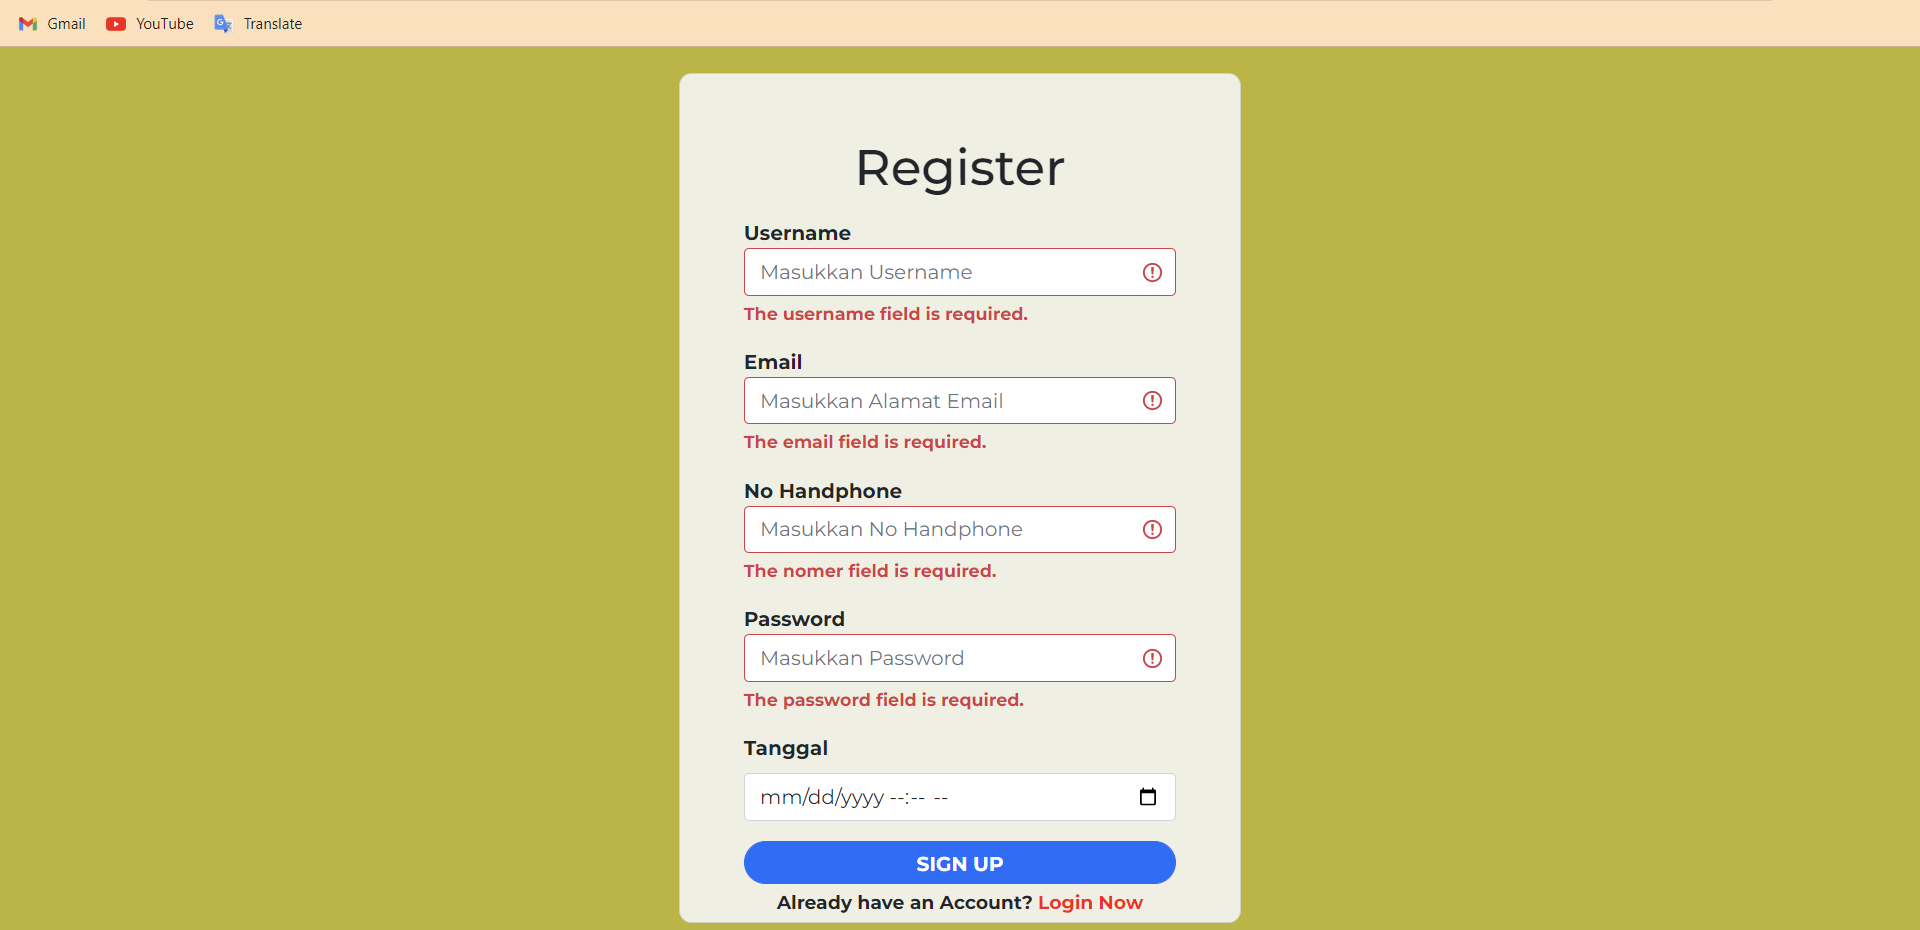 Gmail YouTube Translate
Register
Username
Masukkan Username
The username field is required.
Email
Masukkan Alamat Email
The email field is required.
No Handphone
Masukkan No Handphone
The nomer field is required.
Password
Masukkan Password
The password field is required.
Tanggal
mm/dd/yyyy --:-- --
SIGN UP
Already have an Account? Login Now